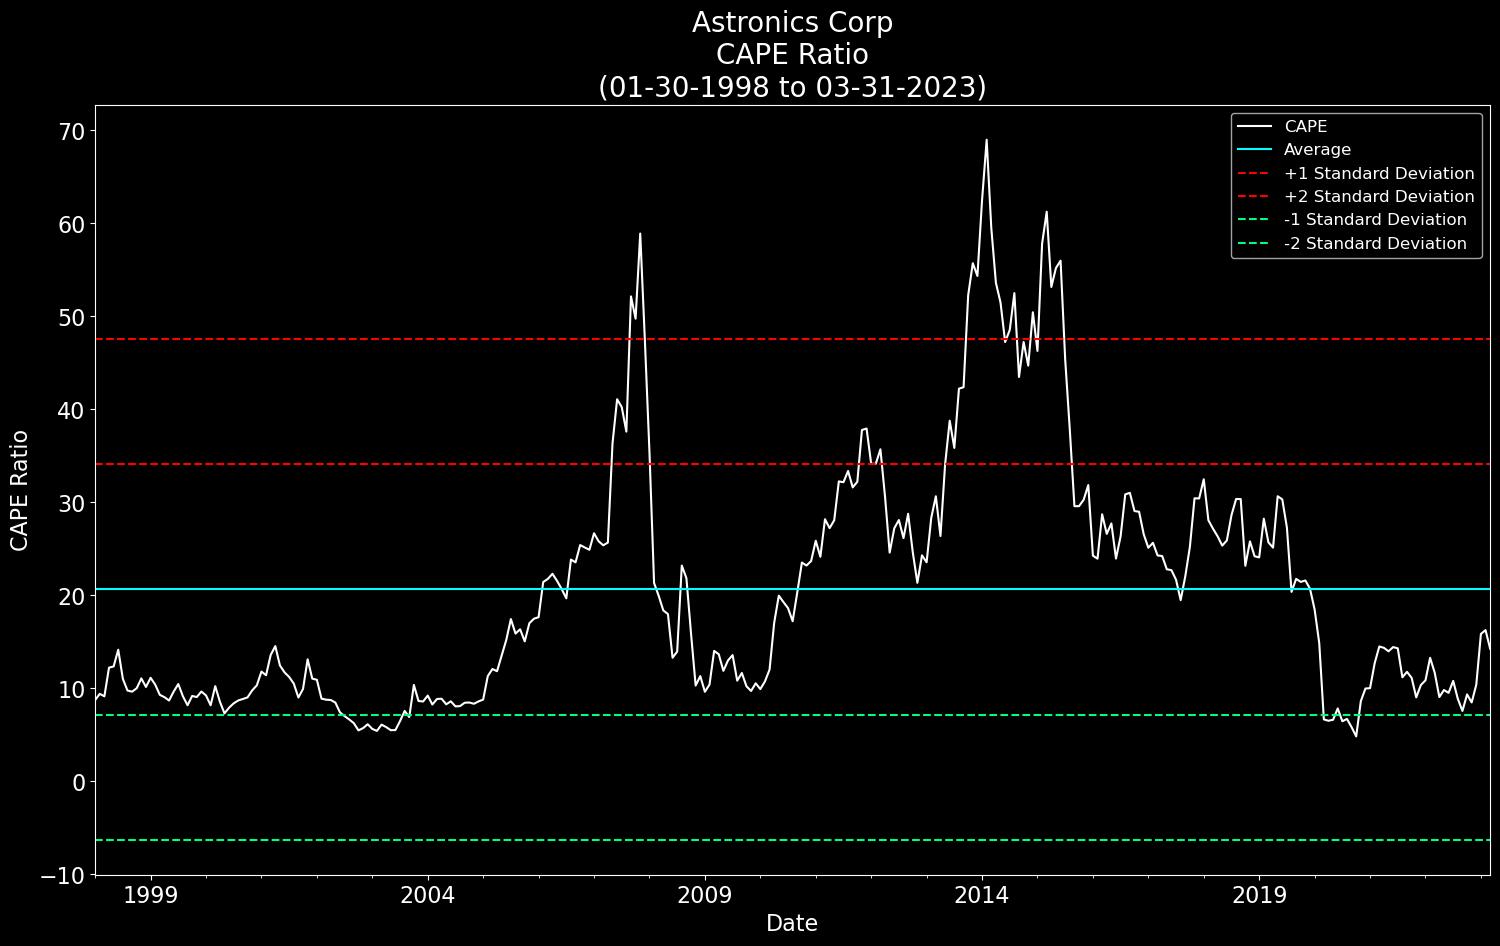 Astronics Corp
CAPE Ratio
(01-30-1998 to 03-31-2023)
CAPE
Average
+1 Standard Deviation
+2 Standard Deviation
-1 Standard Deviation
-2 Standard Deviation
CAPE Ratio
70
60
50
40
30
20
10
0
−10
1999 2004 2009 2014 2019
Date